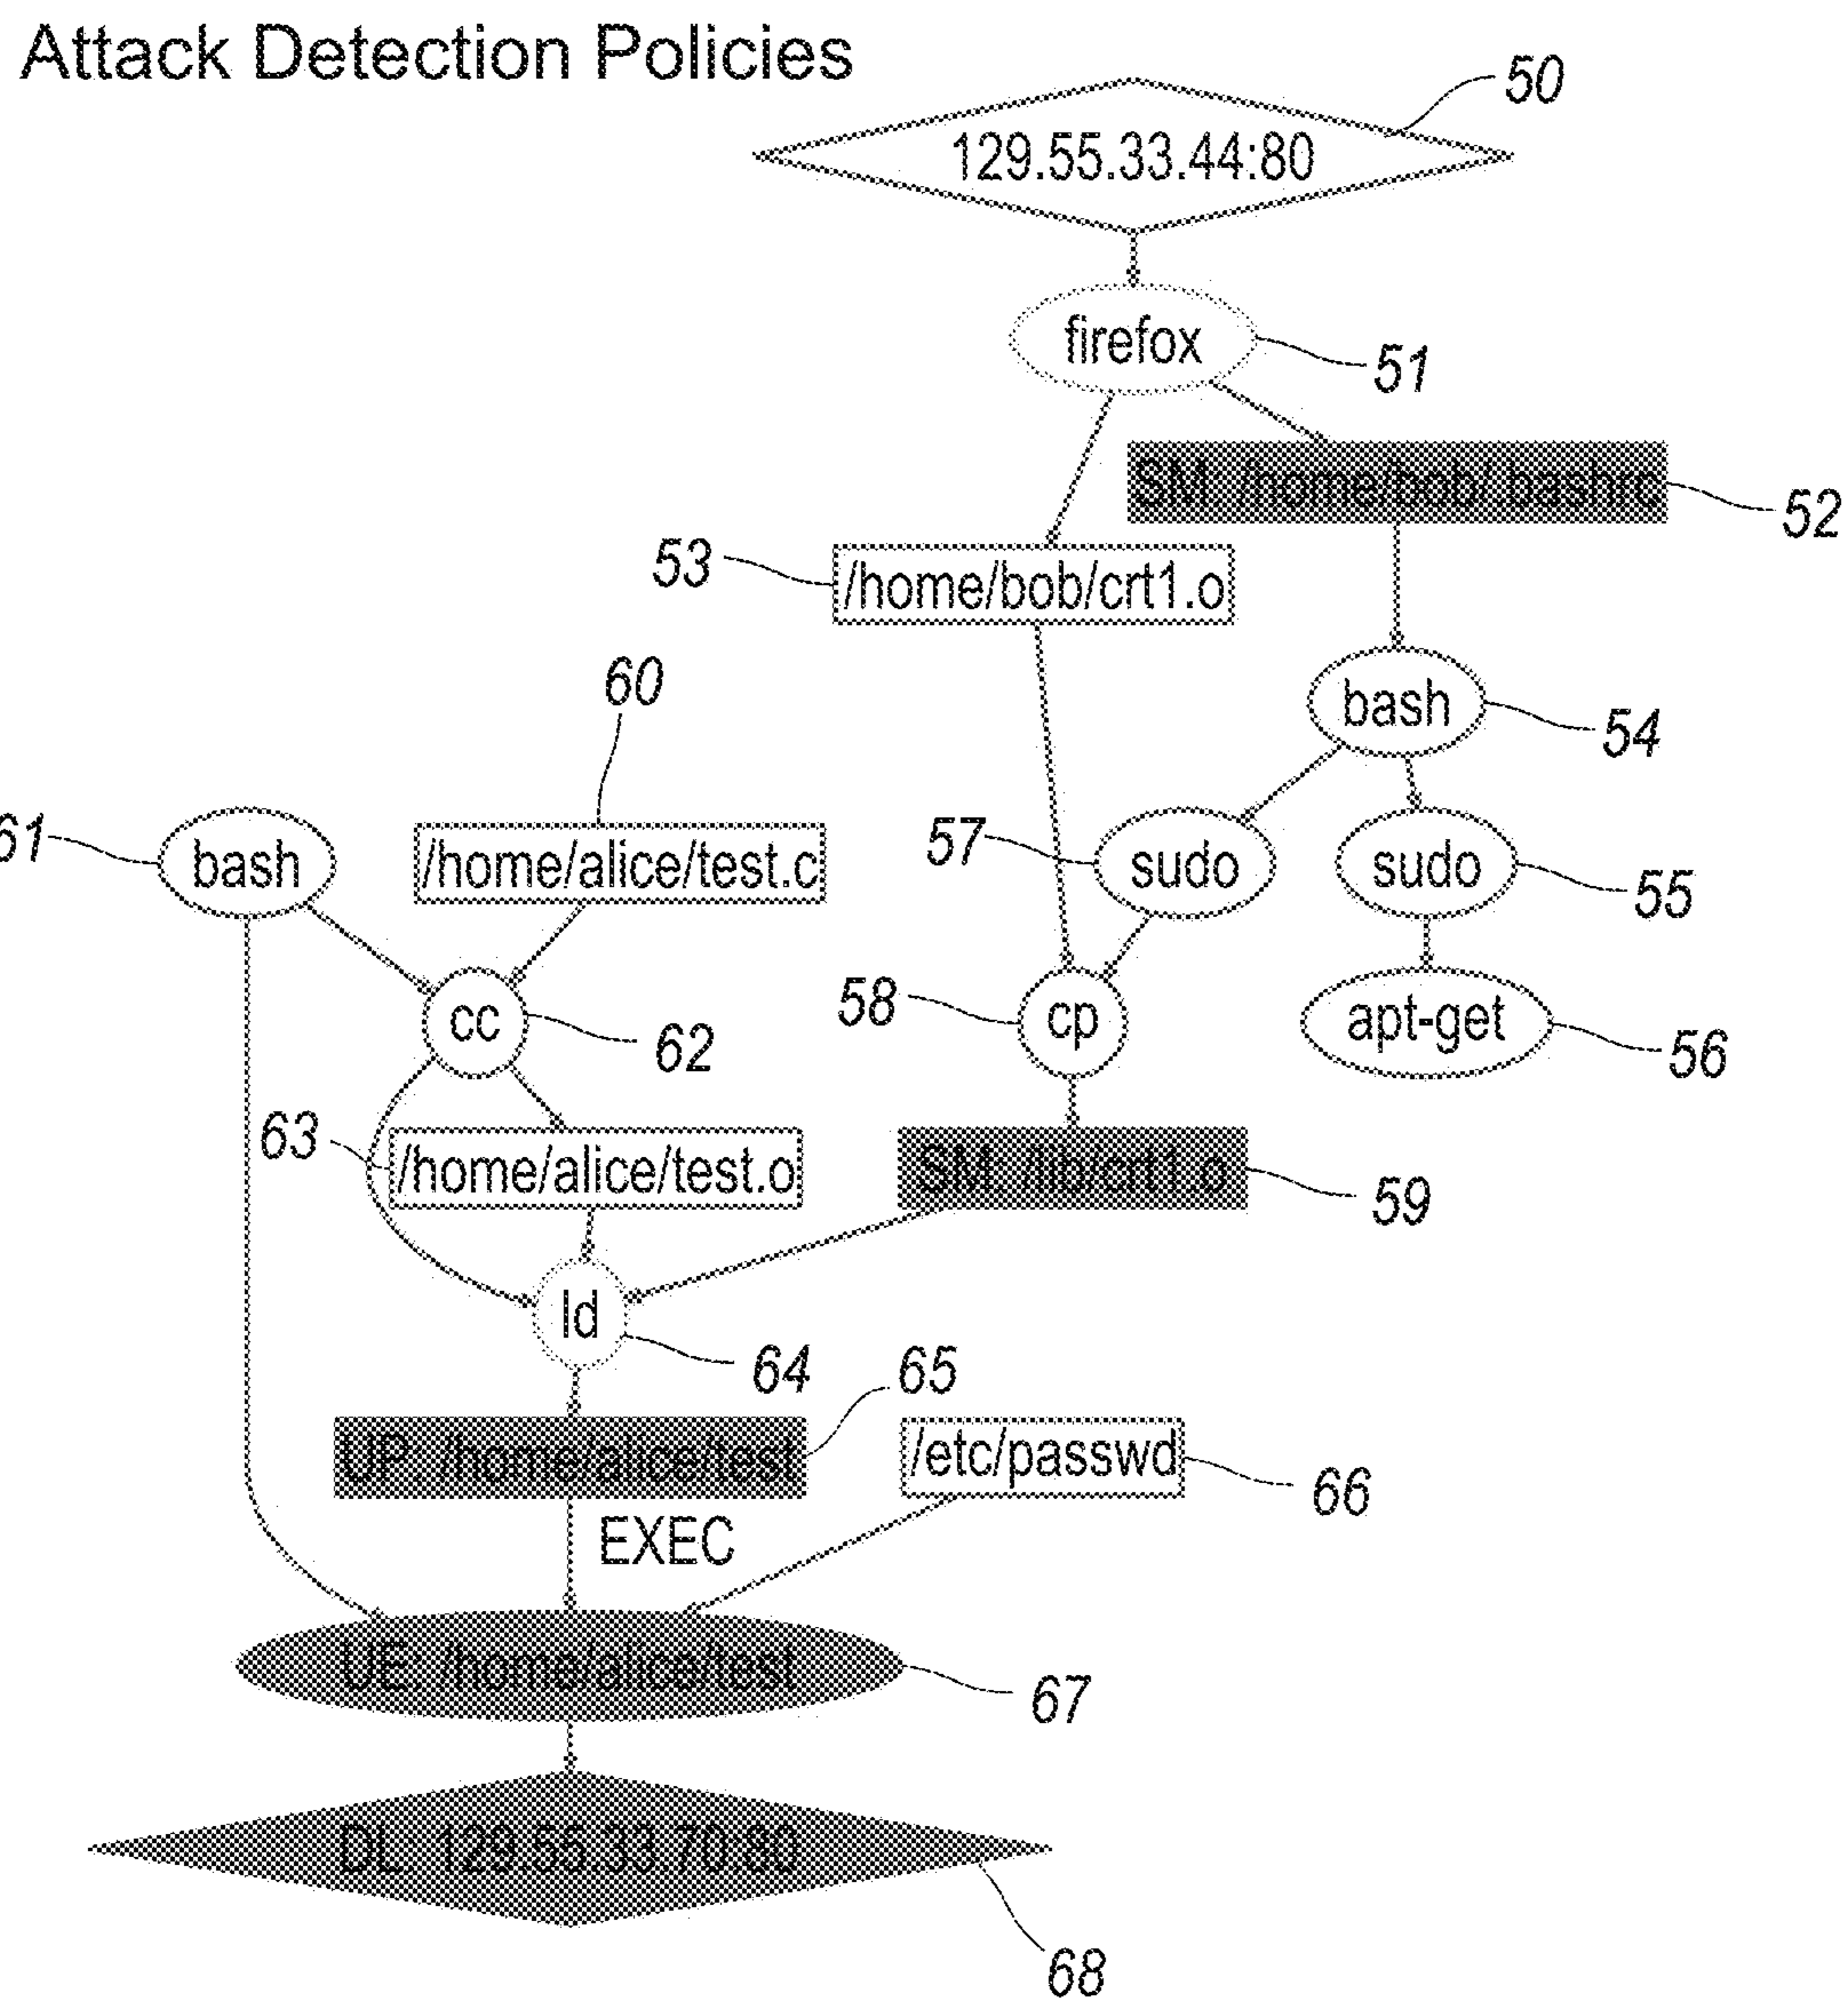 Attack Detection Policies
50
129.55.33.44:80
firefox
51
SM: /home/bob/.bashrc
52
53
/home/bob/crt1.o
60
bash
54
61
bash
/home/alice/test.c
57
sudo
sudo
55
cc
62
58
cp
apt-get
56
63
/home/alice/test.o
SM: /lib/crt1.o
59
ld
64
65
UP: /home/alice/test
/etc/passwd
66
EXEC
UE: /home/alice/test
67
DL: 129.55.33.70:80
68